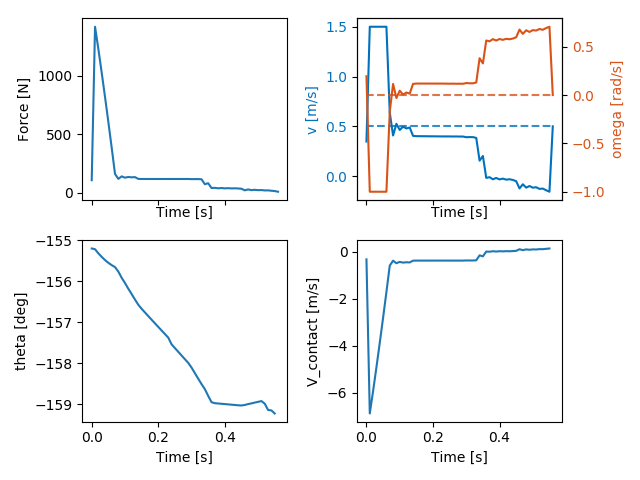 Force [N]
1000
500
0
Time [s]
v [m/s]
1.5
1.0
0.5
0.0
0.5
0.0
−0.5
−1.0
omega [rad/s]
Time [s]
theta [deg]
−155
−156
−157
−158
−159
0.0 0.2 0.4
Time [s]
V_contact [m/s]
0
−2
−4
−6
0.0 0.2 0.4
Time [s]